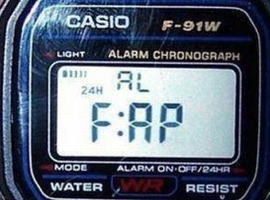 CASIO F-91W
LIGHT ALARM CHRONOGRAPH
AL
24H
F:AP
MODE ALARM ON·OFF/24HR
WATER WR RESIST